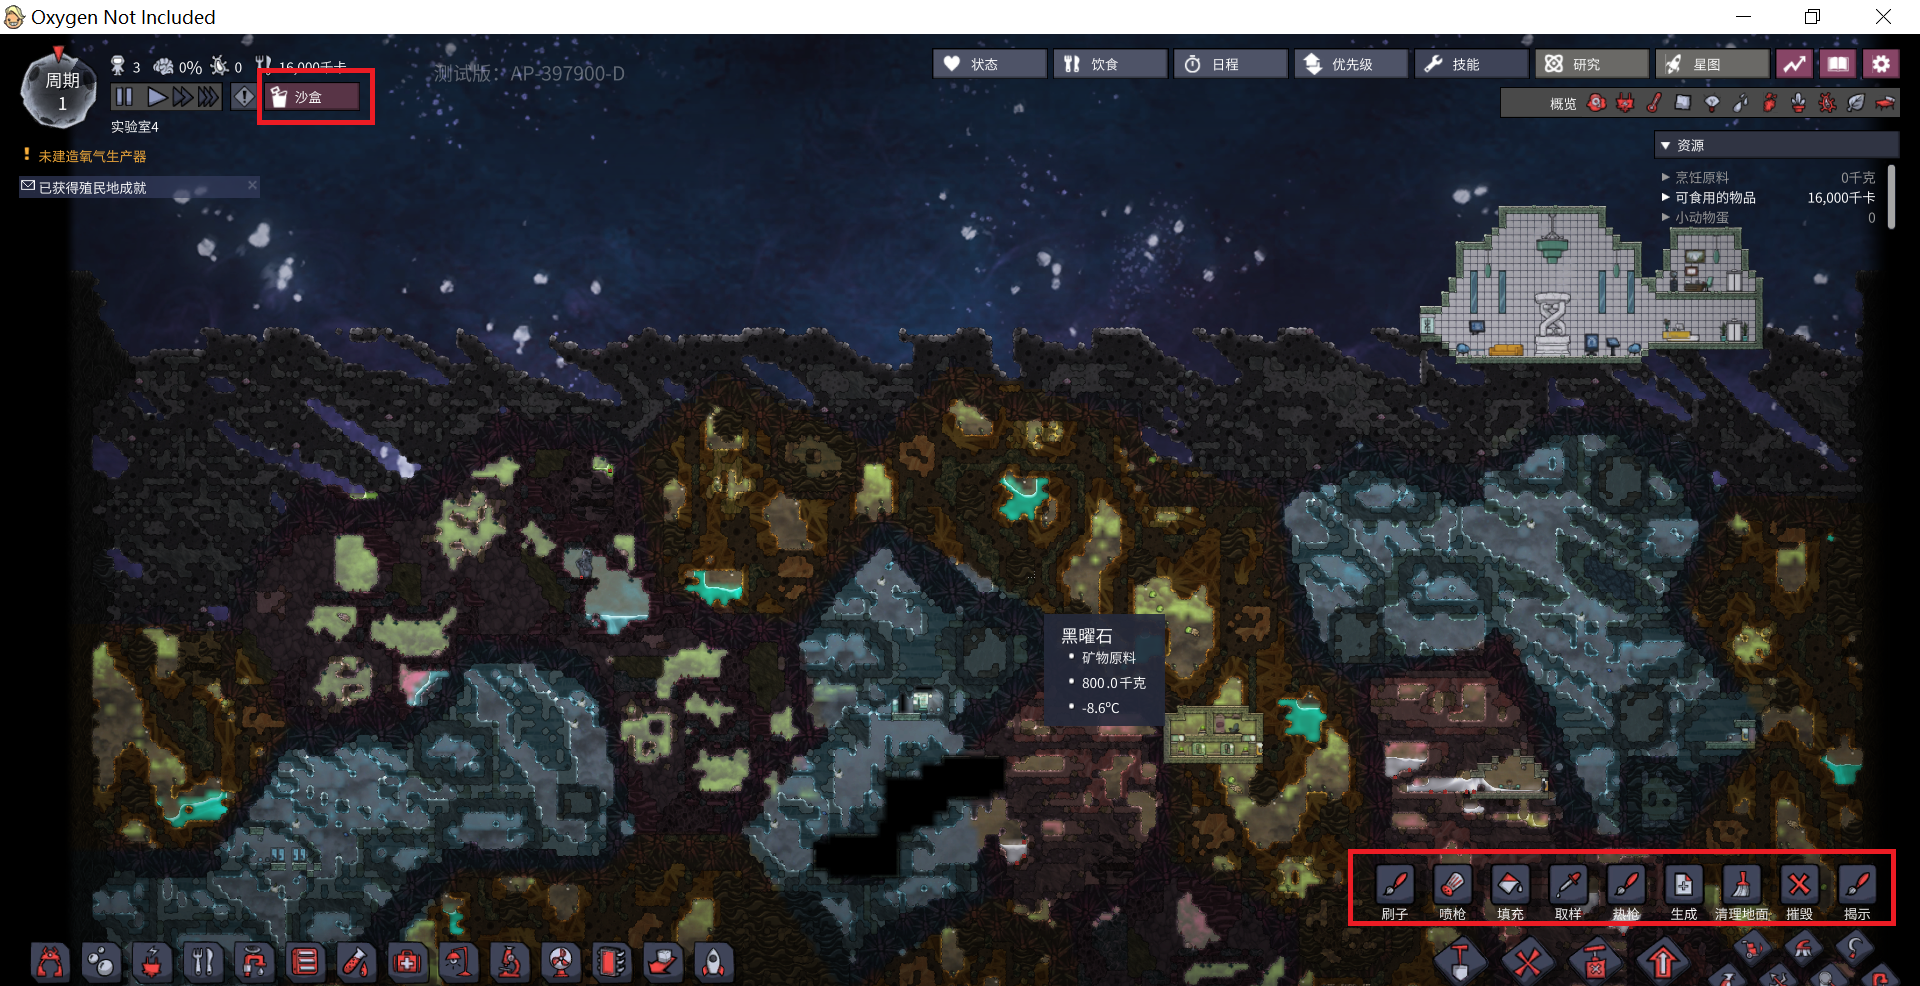 Oxygen Not Included
周期
1
3 0% 0 16,000千卡
沙盒
实验室4
未建造氧气生产器
已获得殖民地成就
测试版: AP-397900-D
状态 饮食 日程 优先级 技能 研究 星图
概览
资源
烹饪原料 0千克
可食用的物品 16,000千卡
小动物蛋 0
黑曜石
矿物原料
800.0千克
-8.6°C
刷子 喷枪 填充 取样 热枪 生成 清理地面 摧毁 揭示